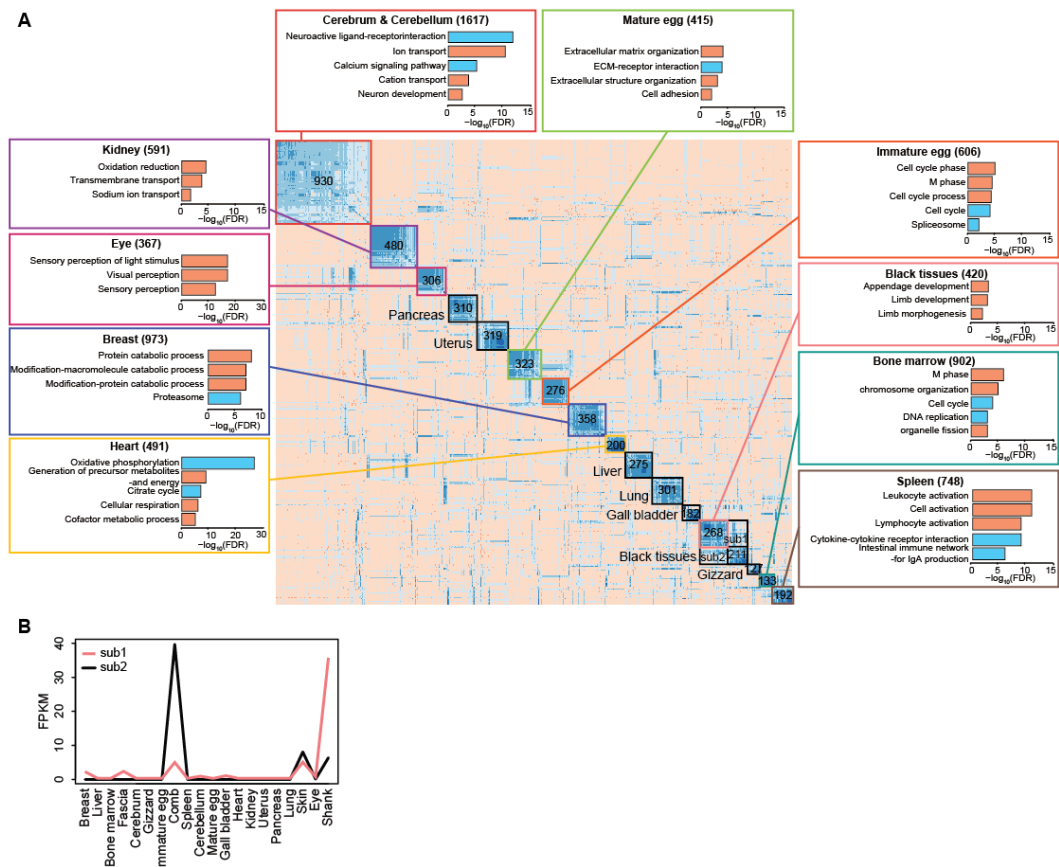 A
Cerebrum & Cerebellum (1617)
Neuroactive ligand-receptorinteraction
Ion transport
Calcium signaling pathway
Cation transport
Neuron development
0 5 10 15
−log10(FDR)
Mature egg (415)
Extracellular matrix organization
ECM-receptor interaction
Extracellular structure organization
Cell adhesion
0 5 10 15
−log10(FDR)
Kidney (591)
Oxidation reduction
Transmembrane transport
Sodium ion transport
0 5 15
−log10(FDR)
Eye (367)
Sensory perception of light stimulus
Visual perception
Sensory perception
0 10 20 30
−log10(FDR)
Breast (973)
Protein catabolic process
Modification-macromolecule catabolic process
Modification-protein catabolic process
Proteasome
0 5 10
−log10(FDR)
Heart (491)
Oxidative phosphorylation
Generation of precursor metabolites
-and energy
Citrate cycle
Cellular respiration
Cofactor metabolic process
0 10 20 30
−log10(FDR)
930
480
306
Pancreas 310
Uterus 319
323
276
358
200
Liver 275
Lung 301
Gall bladder 82
268 sub1
Black tissues sub2 211
Gizzard
133
192
Immature egg (606)
Cell cycle phase
M phase
Cell cycle process
Cell cycle
Spliceosome
0 5 10 15
−log10(FDR)
Black tissues (420)
Appendage development
Limb development
Limb morphogenesis
0 5 10 15
−log10(FDR)
Bone marrow (902)
M phase
chromosome organization
Cell cycle
DNA replication
organelle fission
0 5 10 15
−log10(FDR)
Spleen (748)
Leukocyte activation
Cell activation
Lymphocyte activation
Cytokine-cytokine receptor interaction
Intestinal immune network
-for IgA production
0 5 10 15
−log10(FDR)
B
sub1
sub2
FPKM
40
30
20
10
0
Breast
Liver
Bone marrow
Fascia
Cerebrum
Gizzard
mmature egg
Comb
Spleen
Cerebellum
Mature egg
Gall bladder
Heart
Kidney
Uterus
Pancreas
Lung
Skin
Eye
Shank